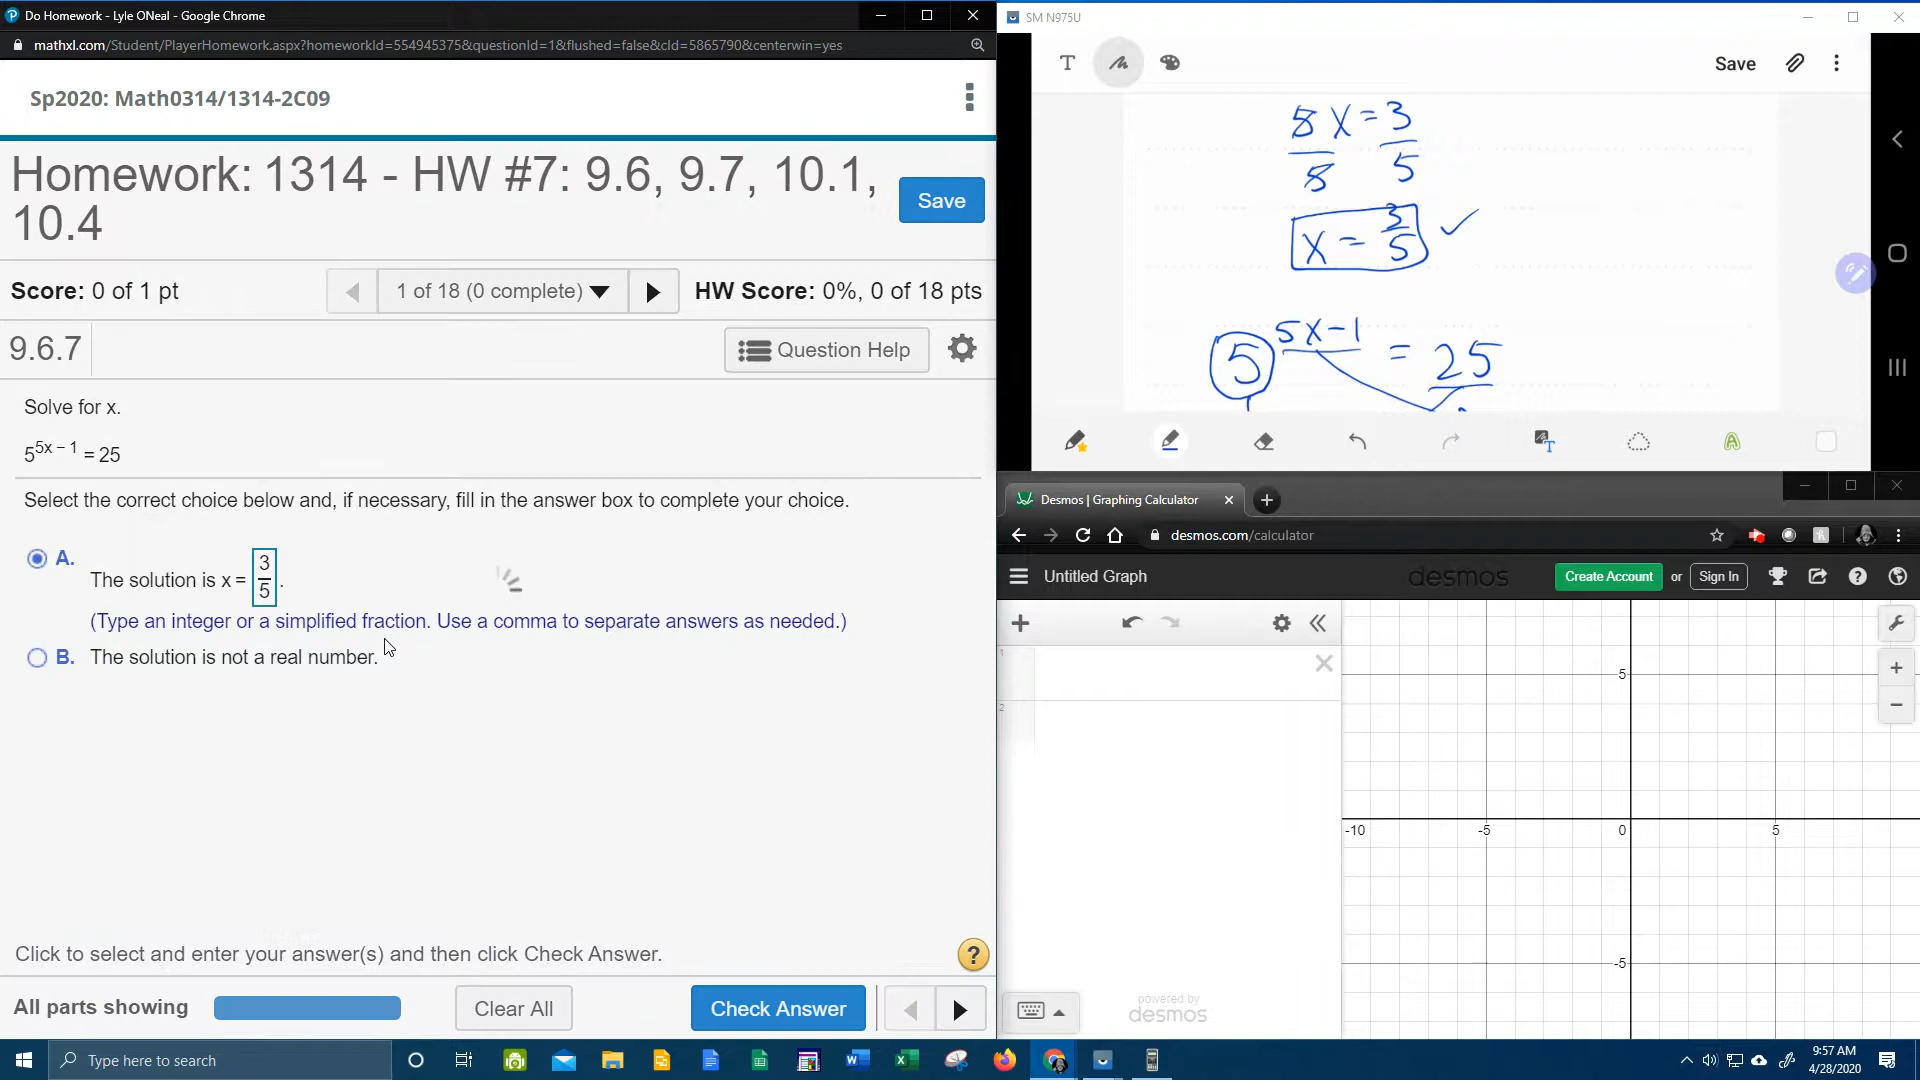 Do Homework - Lyle ONeal - Google Chrome
mathxl.com/Student/PlayerHomework.aspx?homeworkId=554945375&questionId=1&flushed=false&cId=5865790&centerwin=yes
Sp2020: Math0314/1314-2C09
Homework: 1314 - HW #7: 9.6, 9.7, 10.1,
10.4
Save
Score: 0 of 1 pt
1 of 18 (0 complete)
HW Score: 0%, 0 of 18 pts
9.6.7
Question Help
Solve for x.
5^(5x − 1) = 25
Select the correct choice below and, if necessary, fill in the answer box to complete your choice.
A.
The solution is x = 3/5.
(Type an integer or a simplified fraction. Use a comma to separate answers as needed.)
B. The solution is not a real number.
Click to select and enter your answer(s) and then click Check Answer.
?
All parts showing
Clear All
Check Answer
SM N975U
T
Save
5x = 3
5 5
x = 3/5 ✓
5^(5x−1) = 25
Desmos | Graphing Calculator
desmos.com/calculator
Untitled Graph
desmos
Create Account
or
Sign In
1
2
5
-10
-5
0
5
-5
powered by
desmos
Type here to search
9:57 AM
4/28/2020